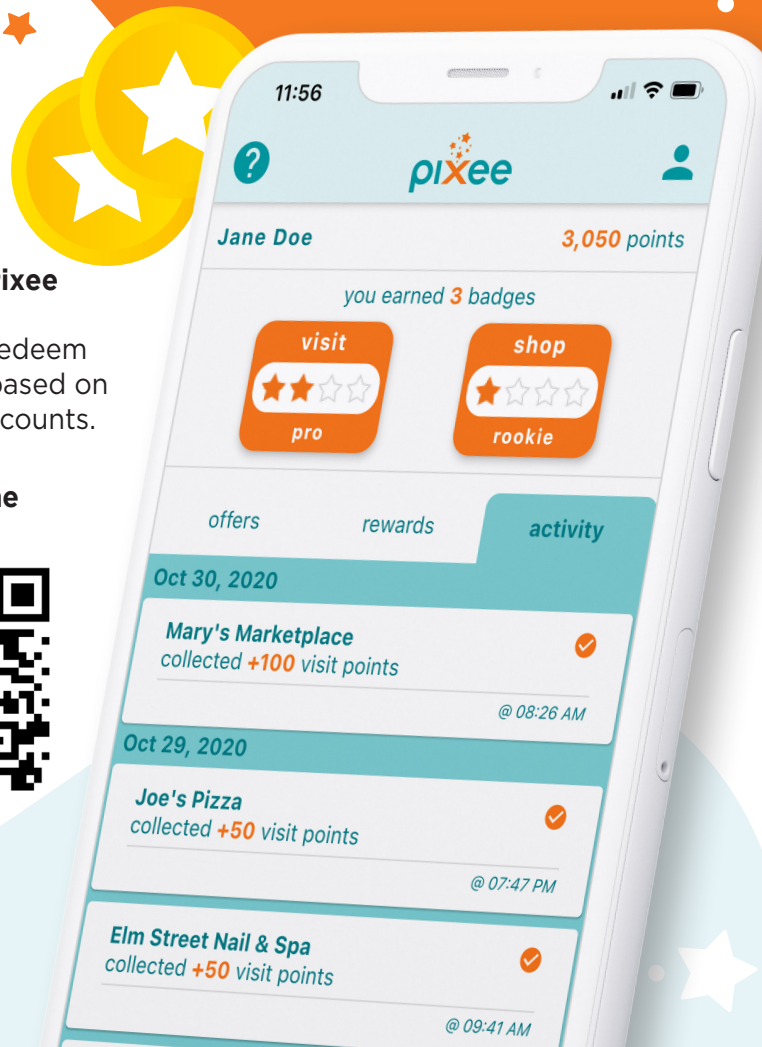 11:56
pixee
Jane Doe
3,050 points
you earned 3 badges
visit
pro
shop
rookie
offers
rewards
activity
Oct 30, 2020
Mary's Marketplace
collected +100 visit points
@ 08:26 AM
Oct 29, 2020
Joe's Pizza
collected +50 visit points
@ 07:47 PM
Elm Street Nail & Spa
collected +50 visit points
@ 09:41 AM
ixee
edeem
based on
counts.